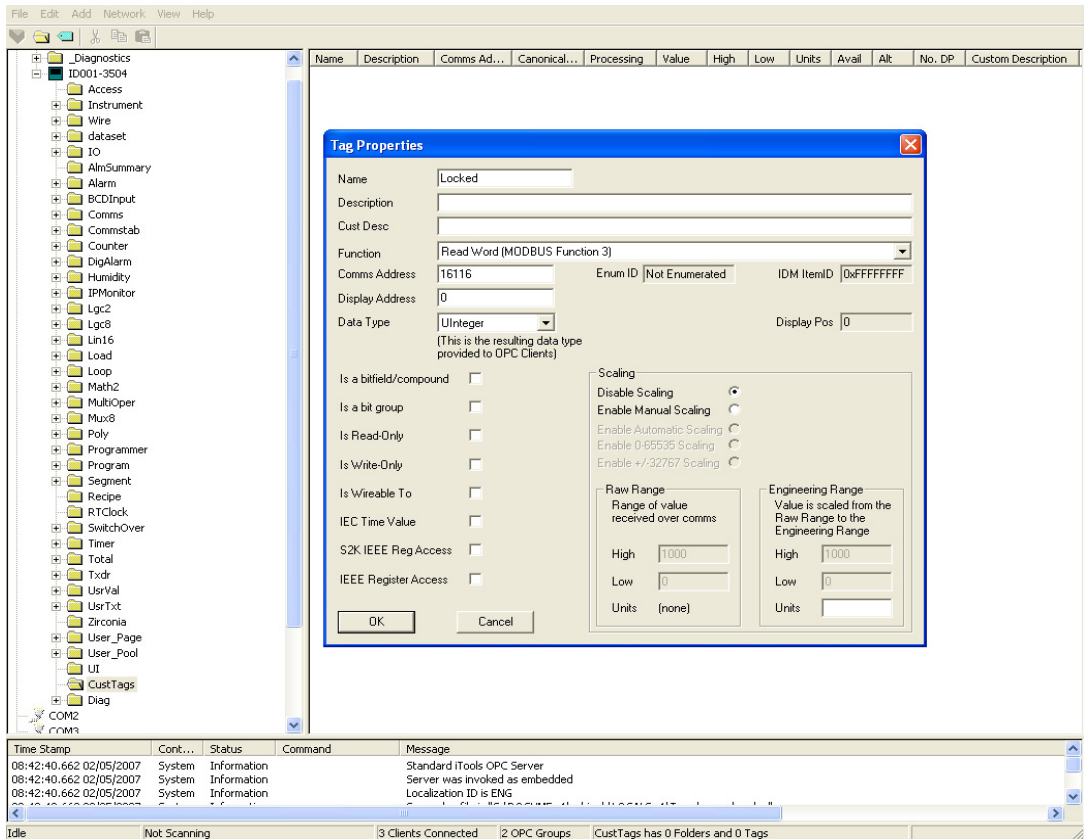 File Edit Add Network View Help
_Diagnostics
ID001-3504
Access
Instrument
Wire
dataset
IO
AlmSummary
Alarm
BCDInput
Comms
Commstab
Counter
DigAlarm
Humidity
IPMonitor
Lgc2
Lgc8
Lin16
Load
Loop
Math2
MultiOper
Mux8
Poly
Programmer
Program
Segment
Recipe
RTClock
SwitchOver
Timer
Total
Txdr
UsrVal
UsrTxt
Zirconia
User_Page
User_Pool
UI
CustTags
Diag
COM2
COM3
Name Description Comms Ad... Canonical... Processing Value High Low Units Avail Alt No. DP Custom Description
Tag Properties
Name Locked
Description
Cust Desc
Function Read Word (MODBUS Function 3)
Comms Address 16116 Enum ID Not Enumerated IDM ItemID 0xFFFFFFFF
Display Address 0
Data Type UInteger Display Pos 0
(This is the resulting data type
provided to OPC Clients)
Is a bitfield/compound
Is a bit group
Is Read-Only
Is Write-Only
Is Wireable To
IEC Time Value
S2K IEEE Reg Access
IEEE Register Access
OK Cancel
Scaling
Disable Scaling
Enable Manual Scaling
Enable Automatic Scaling
Enable 0-65535 Scaling
Enable +/-32767 Scaling
Raw Range
Range of value
received over comms
High 1000
Low 0
Units (none)
Engineering Range
Value is scaled from the
Raw Range to the
Engineering Range
High 1000
Low 0
Units
Time Stamp Cont... Status Command Message
08:42:40.662 02/05/2007 System Information Standard iTools OPC Server
08:42:40.662 02/05/2007 System Information Server was invoked as embedded
08:42:40.662 02/05/2007 System Information Localization ID is ENG
Idle Not Scanning 3 Clients Connected 2 OPC Groups CustTags has 0 Folders and 0 Tags